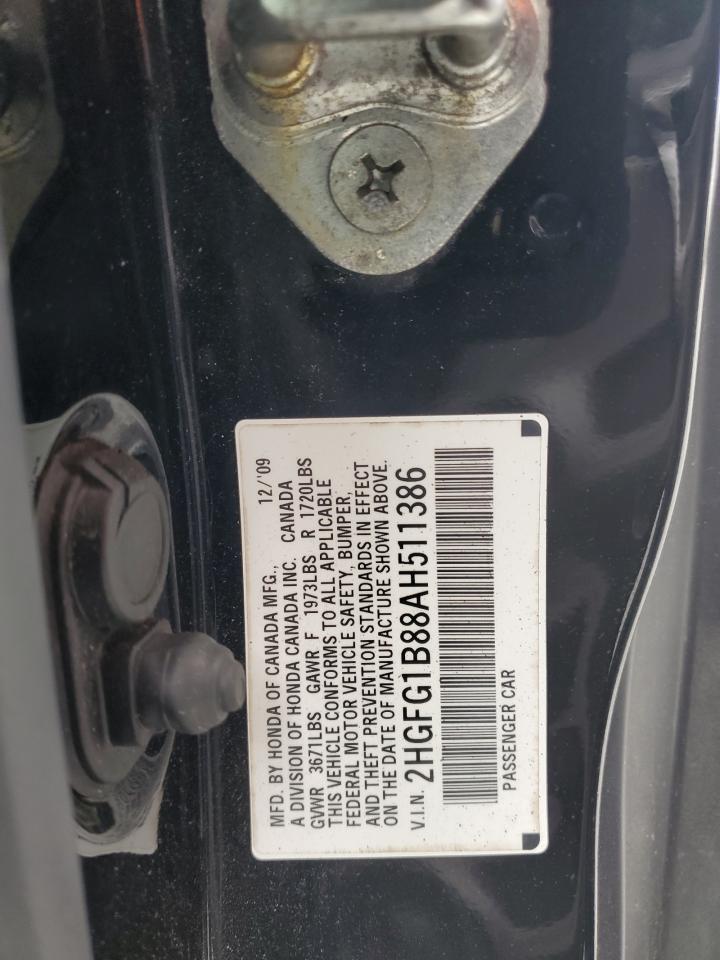 MFD. BY HONDA OF CANADA MFG., 12/'09
A DIVISION OF HONDA CANADA INC. CANADA
GVWR 3671LBS GAWR F 1973LBS R 1720LBS
THIS VEHICLE CONFORMS TO ALL APPLICABLE
FEDERAL MOTOR VEHICLE SAFETY, BUMPER,
AND THEFT PREVENTION STANDARDS IN EFFECT
ON THE DATE OF MANUFACTURE SHOWN ABOVE.
V.I.N. 2HGFG1B88AH511386
PASSENGER CAR